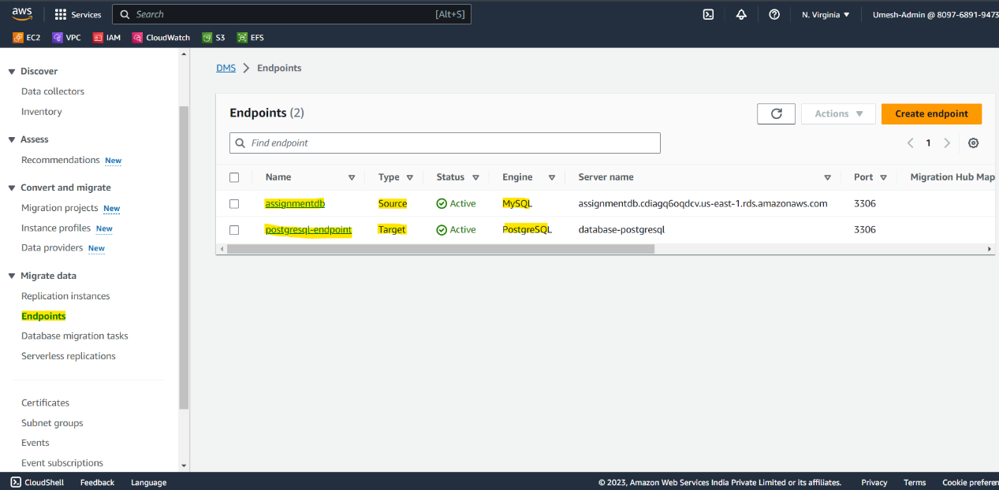 aws Services Search [Alt+S] N. Virginia ▼ Umesh-Admin @ 8097-6891-9473
EC2 VPC IAM CloudWatch S3 EFS
Discover
Data collectors
Inventory
Assess
Recommendations New
Convert and migrate
Migration projects New
Instance profiles New
Data providers New
Migrate data
Replication instances
Endpoints
Database migration tasks
Serverless replications
Certificates
Subnet groups
Events
Event subscriptions
DMS > Endpoints
Endpoints (2) Actions ▼ Create endpoint
Find endpoint 1
Name Type Status Engine Server name Port Migration Hub Map
assignmentdb Source Active MySQL assignmentdb.cdiagq6oqdcv.us-east-1.rds.amazonaws.com 3306
postgresql-endpoint Target Active PostgreSQL database-postgresql 3306
CloudShell Feedback Language © 2023, Amazon Web Services India Private Limited or its affiliates. Privacy Terms Cookie preferen